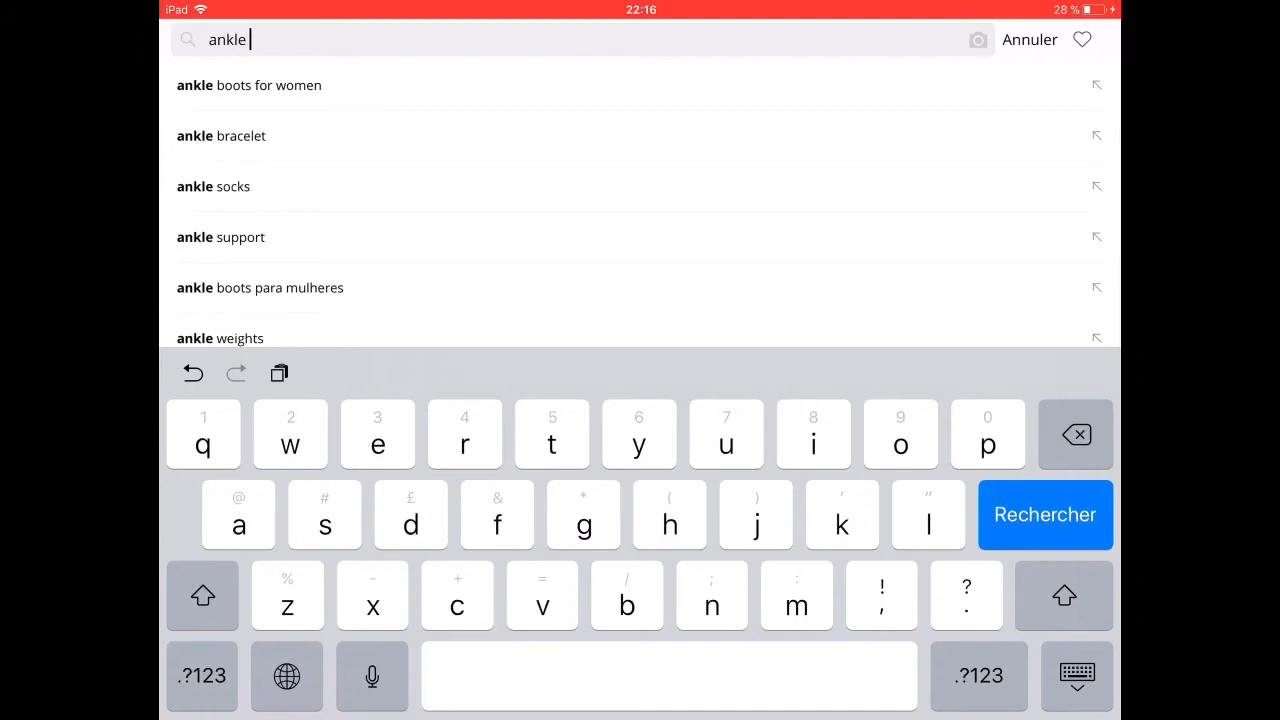 iPad 22:16 28 %
ankle Annuler
ankle boots for women
ankle bracelet
ankle socks
ankle support
ankle boots para mulheres
ankle weights
1 2 3 4 5 6 7 8 9 0
q w e r t y u i o p
@ # £ & * ( ) ' "
a s d f g h j k l Rechercher
% - + = / ; : ! ?
z x c v b n m , .
.?123 .?123